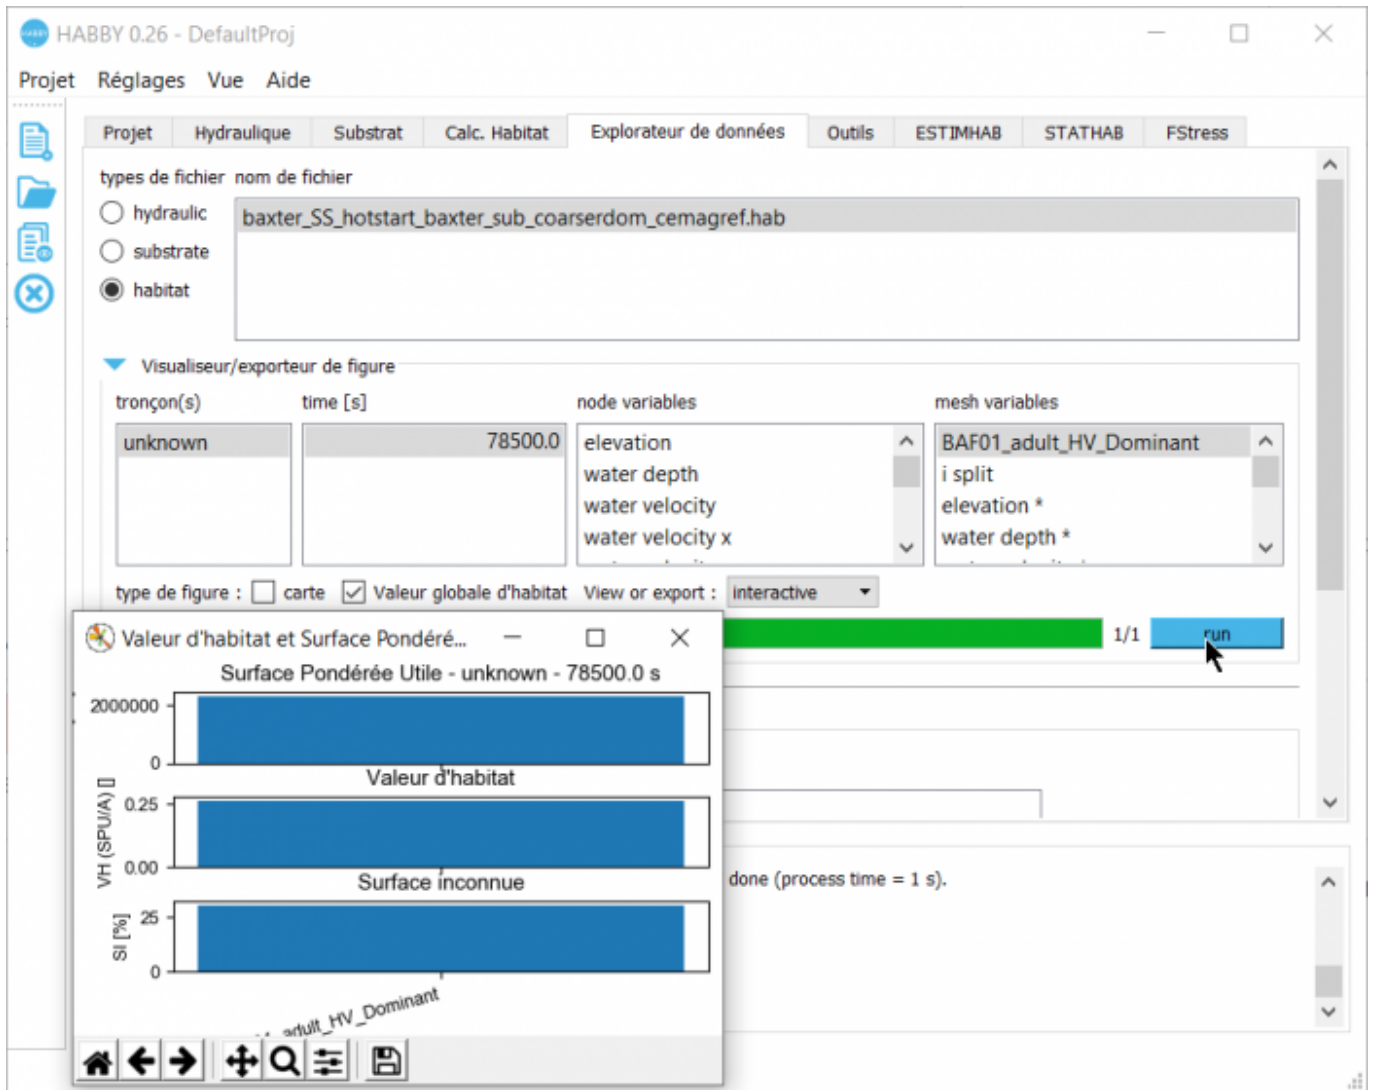 HABBY 0.26 - DefaultProj
Projet Réglages Vue Aide
Projet Hydraulique Substrat Calc. Habitat Explorateur de données Outils ESTIMHAB STATHAB FStress
types de fichier nom de fichier
hydraulic
baxter_SS_hotstart_baxter_sub_coarserdom_cemagref.hab
substrate
habitat
Visualiseur/exporteur de figure
tronçon(s) time [s] node variables mesh variables
unknown 78500.0 elevation BAF01_adult_HV_Dominant
water depth i split
water velocity elevation *
water velocity x water depth *
type de figure : carte Valeur globale d'habitat View or export : interactive
1/1 run
Valeur d'habitat et Surface Pondéré...
Surface Pondérée Utile - unknown - 78500.0 s
2000000
0
Valeur d'habitat
VH (SPU/A) []
0.25
0.00
Surface inconnue
SI [%]
25
0
_adult_HV_Dominant
done (process time = 1 s).